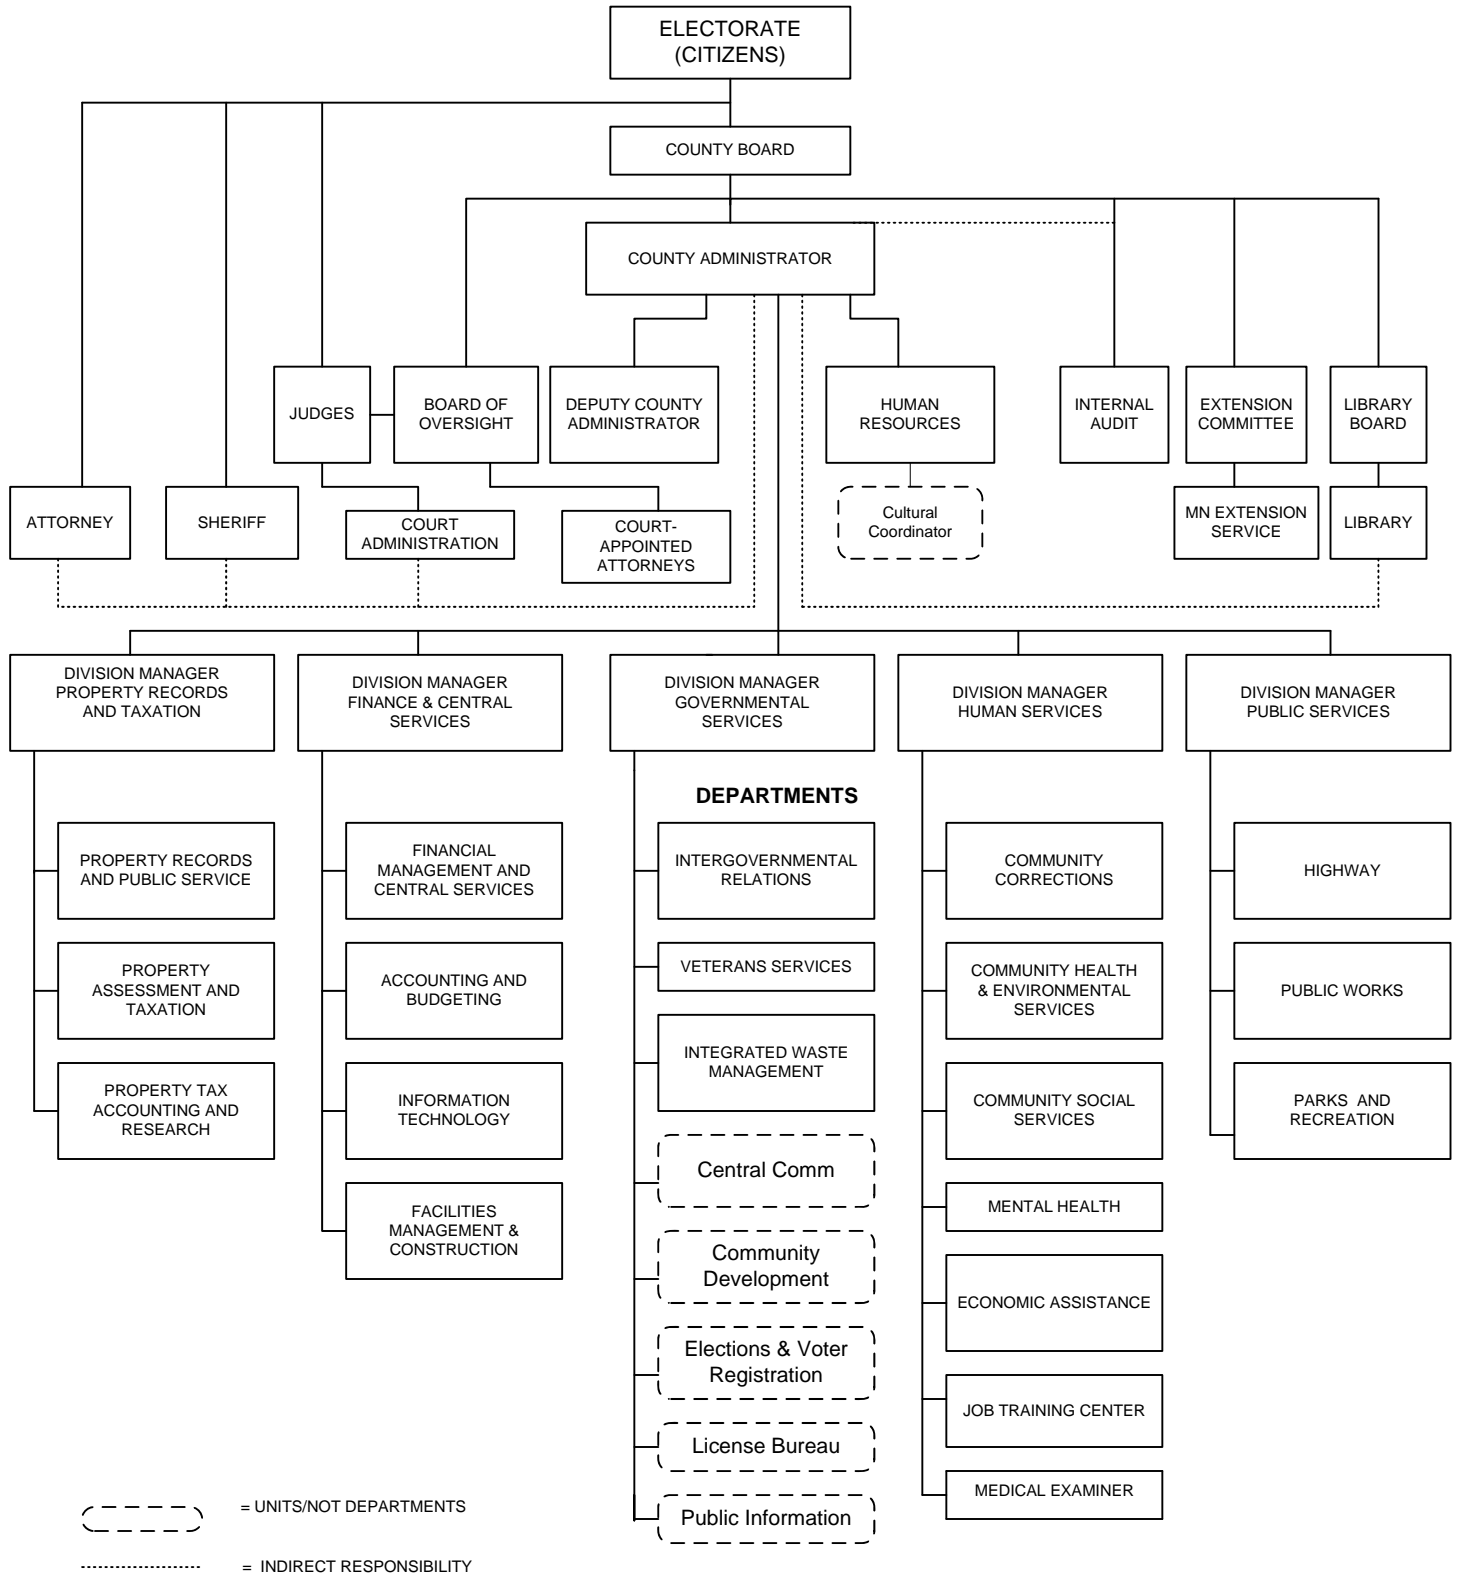 ELECTORATE
(CITIZENS)
COUNTY BOARD
COUNTY ADMINISTRATOR
JUDGES
BOARD OF
OVERSIGHT
DEPUTY COUNTY
ADMINISTRATOR
HUMAN
RESOURCES
INTERNAL
AUDIT
EXTENSION
COMMITTEE
LIBRARY
BOARD
ATTORNEY
SHERIFF
COURT
ADMINISTRATION
COURT-
APPOINTED
ATTORNEYS
Cultural
Coordinator
MN EXTENSION
SERVICE
LIBRARY
DIVISION MANAGER
PROPERTY RECORDS
AND TAXATION
DIVISION MANAGER
FINANCE & CENTRAL
SERVICES
DIVISION MANAGER
GOVERNMENTAL
SERVICES
DIVISION MANAGER
HUMAN SERVICES
DIVISION MANAGER
PUBLIC SERVICES
DEPARTMENTS
PROPERTY RECORDS
AND PUBLIC SERVICE
PROPERTY
ASSESSMENT AND
TAXATION
PROPERTY TAX
ACCOUNTING AND
RESEARCH
FINANCIAL
MANAGEMENT AND
CENTRAL SERVICES
ACCOUNTING AND
BUDGETING
INFORMATION
TECHNOLOGY
FACILITIES
MANAGEMENT &
CONSTRUCTION
INTERGOVERNMENTAL
RELATIONS
VETERANS SERVICES
INTEGRATED WASTE
MANAGEMENT
Central Comm
Community
Development
Elections & Voter
Registration
License Bureau
Public Information
COMMUNITY
CORRECTIONS
COMMUNITY HEALTH
& ENVIRONMENTAL
SERVICES
COMMUNITY SOCIAL
SERVICES
MENTAL HEALTH
ECONOMIC ASSISTANCE
JOB TRAINING CENTER
MEDICAL EXAMINER
HIGHWAY
PUBLIC WORKS
PARKS AND
RECREATION
= UNITS/NOT DEPARTMENTS
= INDIRECT RESPONSIBILITY